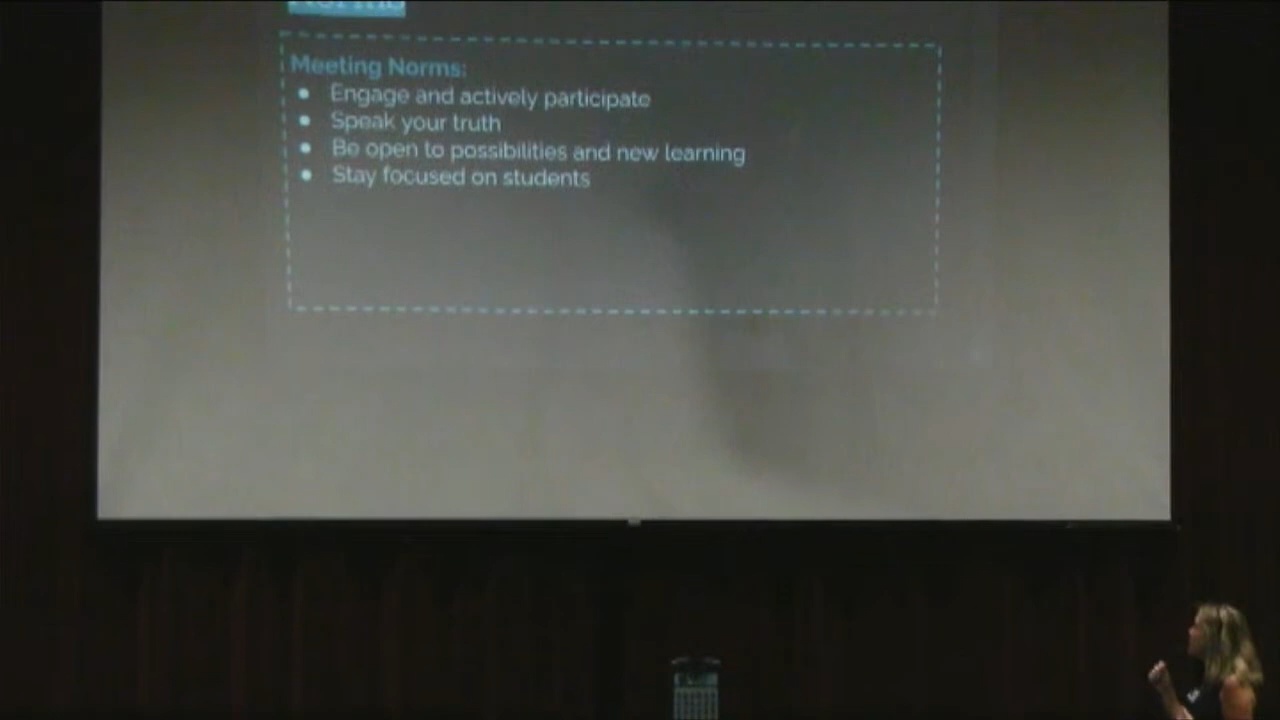 Meeting Norms:
Engage and actively participate
Speak your truth
Be open to possibilities and new learning
Stay focused on students